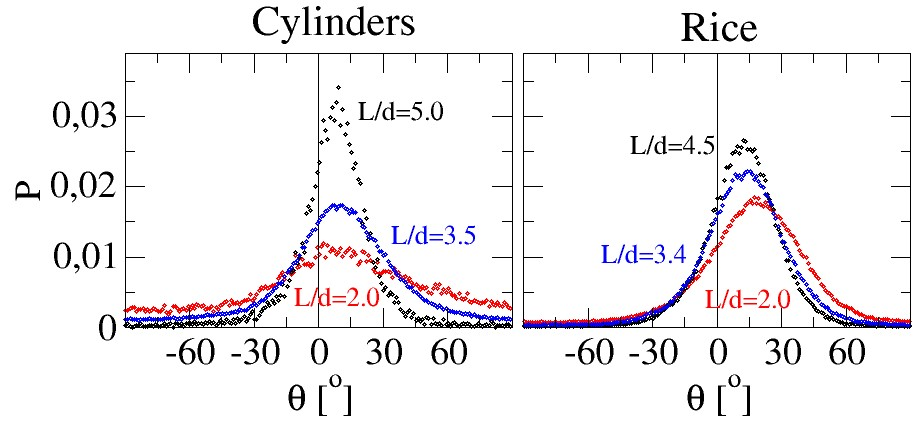 Cylinders
Rice
P
0,03
0,02
0,01
0
L/d=5.0
L/d=3.5
L/d=2.0
L/d=4.5
L/d=3.4
L/d=2.0
-60 -30 0 30 60
-60 -30 0 30 60
θ [o]
θ [o]